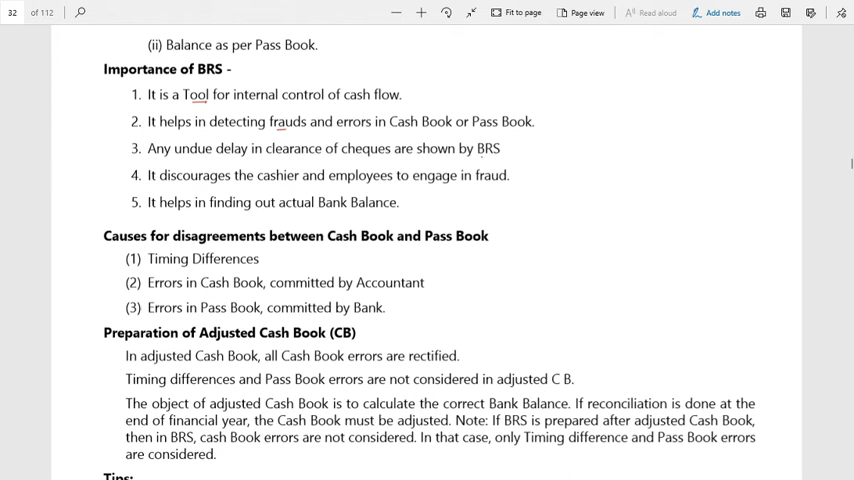 32 of 112 Fit to page Page view Read aloud Add notes
(ii) Balance as per Pass Book.
Importance of BRS -
1. It is a Tool for internal control of cash flow.
2. It helps in detecting frauds and errors in Cash Book or Pass Book.
3. Any undue delay in clearance of cheques are shown by BRS
4. It discourages the cashier and employees to engage in fraud.
5. It helps in finding out actual Bank Balance.
Causes for disagreements between Cash Book and Pass Book
(1) Timing Differences
(2) Errors in Cash Book, committed by Accountant
(3) Errors in Pass Book, committed by Bank.
Preparation of Adjusted Cash Book (CB)
In adjusted Cash Book, all Cash Book errors are rectified.
Timing differences and Pass Book errors are not considered in adjusted C B.
The object of adjusted Cash Book is to calculate the correct Bank Balance. If reconciliation is done at the
end of financial year, the Cash Book must be adjusted. Note: If BRS is prepared after adjusted Cash Book,
then in BRS, cash Book errors are not considered. In that case, only Timing difference and Pass Book errors
are considered.
Tips: